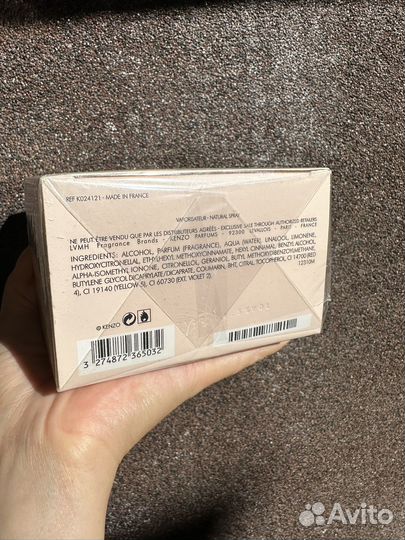 REF K024121 - MADE IN FRANCE
VAPORISATEUR - NATURAL SPRAY
NE PEUT ÊTRE VENDU QUE PAR LES DISTRIBUTEURS AGRÉÉS - EXCLUSIVE SALE THROUGH AUTHORIZED RETAILERS
LVMH Fragrance Brands - KENZO PARFUMS - 92300 LEVALLOIS - PARIS - FRANCE
INGREDIENTS: ALCOHOL, PARFUM (FRAGRANCE), AQUA (WATER), LINALOOL, LIMONENE,
HYDROXYCITRONELLAL, ETHYLHEXYL METHOXYCINNAMATE, HEXYL CINNAMAL, BENZYL ALCOHOL,
ALPHA-ISOMETHYL IONONE, CITRONELLOL, GERANIOL, BUTYL METHOXYDIBENZOYLMETHANE,
BUTYLENE GLYCOL DICAPRYLATE/DICAPRATE, COUMARIN, BHT, CITRAL, TOCOPHEROL, CI 14700 (RED
4), CI 19140 (YELLOW 5), CI 60730 (EXT. VIOLET 2).
12310M
© KENZO
3 274872 365032
Avito